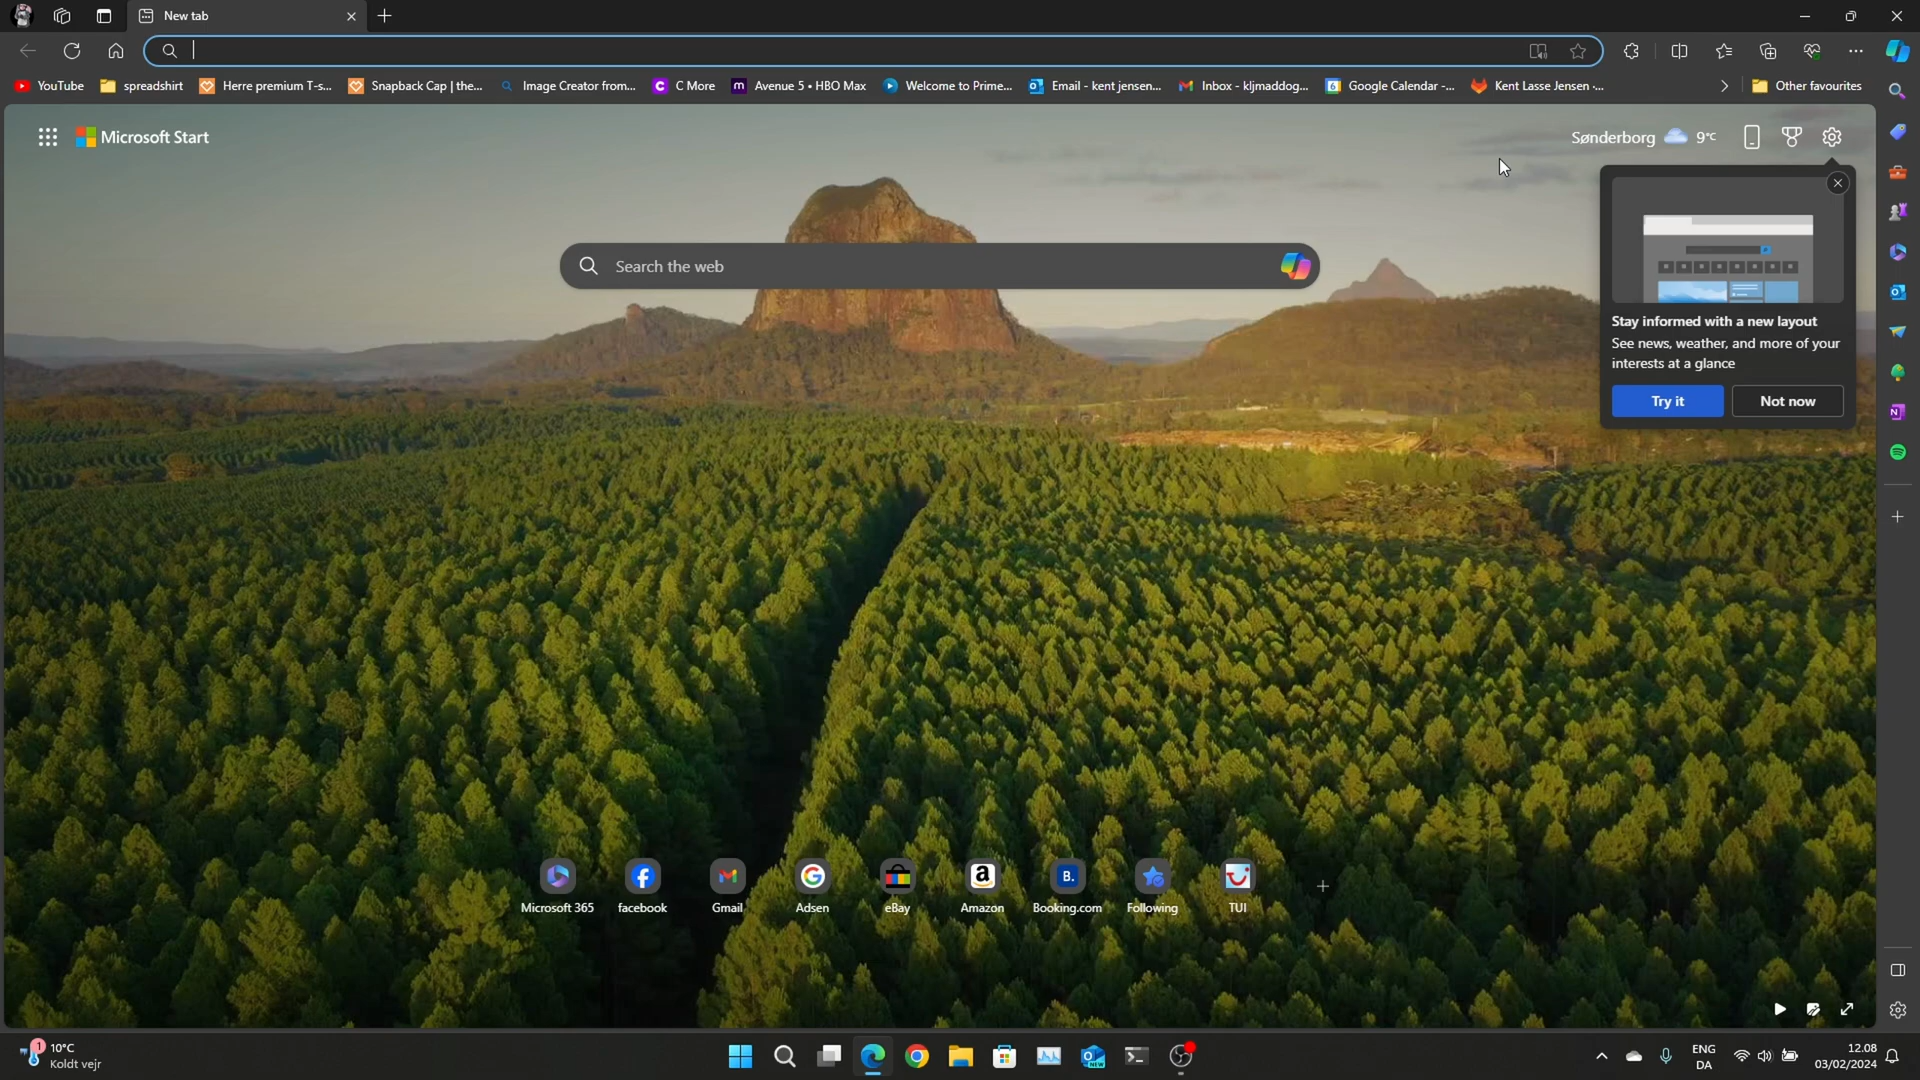 New tab
YouTube
spreadshirt
Herre premium T-s...
Snapback Cap | the...
Image Creator from...
C More
Avenue 5 • HBO Max
Welcome to Prime...
Email - kent jensen...
Inbox - kljmaddog...
Google Calendar -...
Kent Lasse Jensen ·...
Other favourites
Microsoft Start
Sønderborg 9°C
Search the web
Stay informed with a new layout
See news, weather, and more of your
interests at a glance
Try it
Not now
Microsoft 365
facebook
Gmail
Adsen
eBay
Amazon
Booking.com
Following
TUI
1
10°C
Koldt vejr
ENG
DA
12.08
03/02/2024